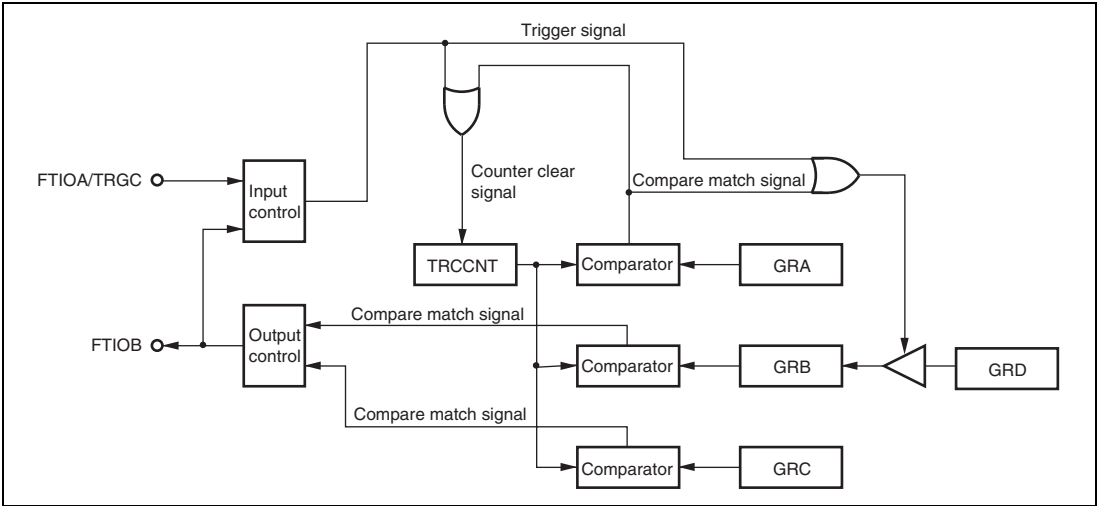 Trigger signal
FTIOA/TRGC
Input
control
Counter clear
signal
Compare match signal
TRCCNT
Comparator
GRA
Compare match signal
FTIOB
Output
control
Comparator
GRB
GRD
Compare match signal
Comparator
GRC